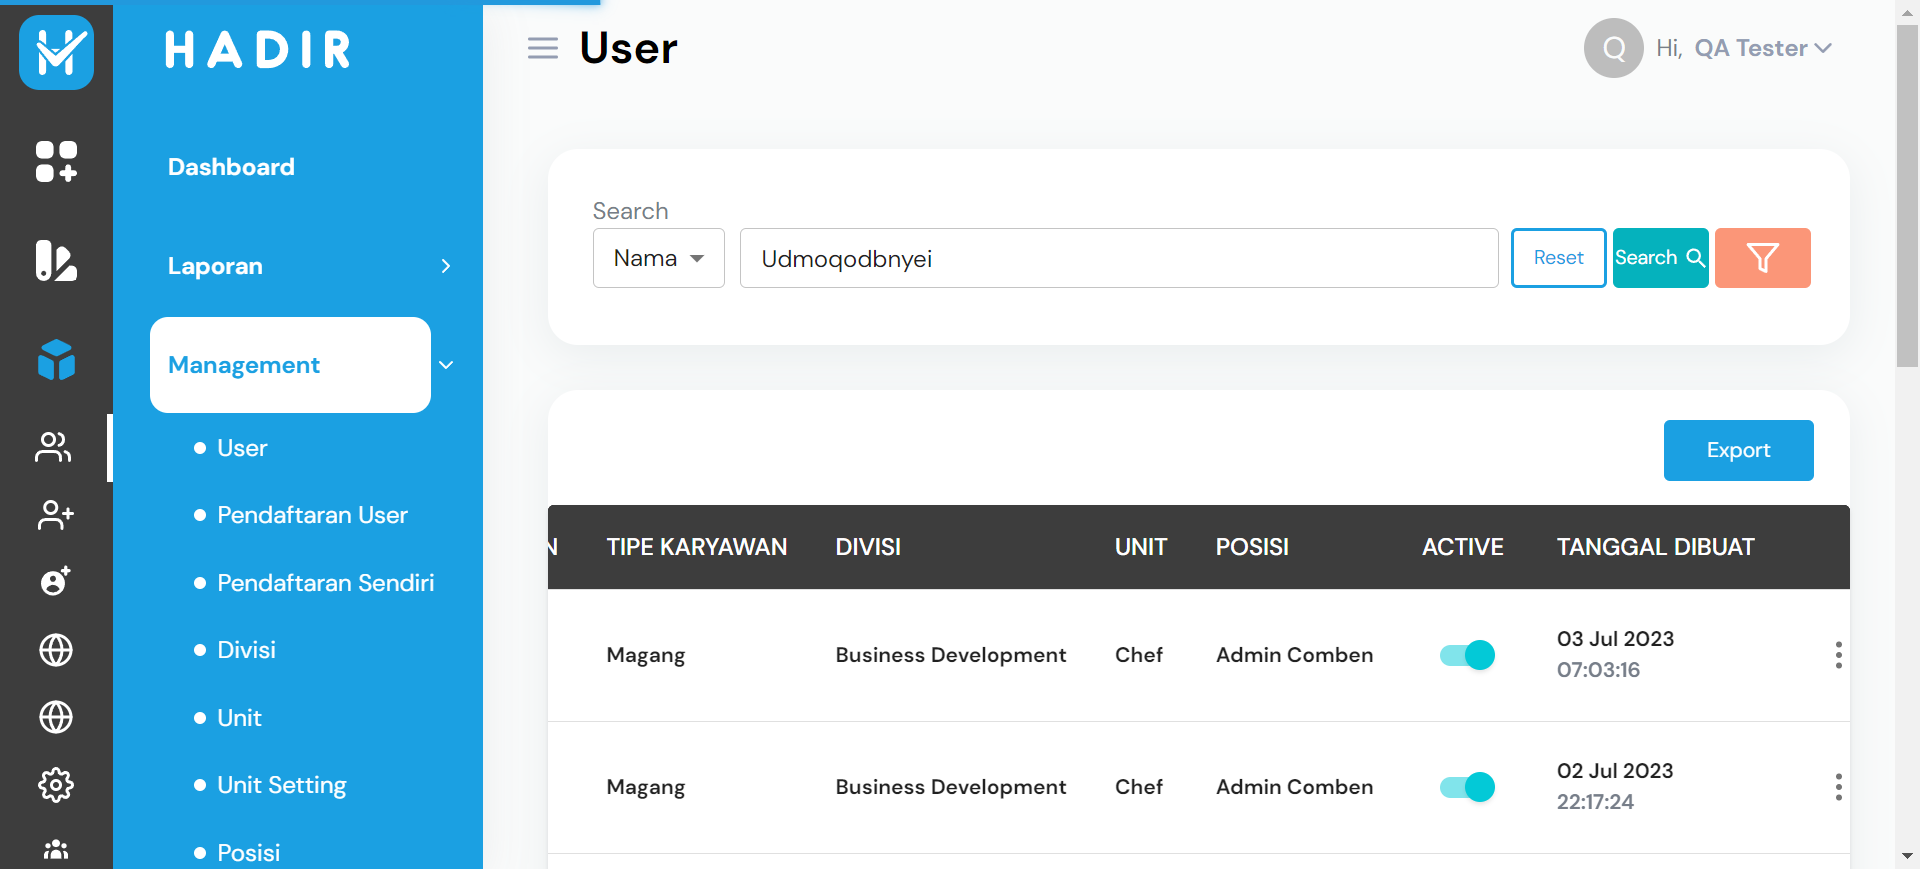 HADIR
Dashboard
Laporan
Management
User
Pendaftaran User
Pendaftaran Sendiri
Divisi
Unit
Unit Setting
Posisi
User
Q
Hi, QA Tester
Search
Nama
Udmoqodbnyei
Reset
Search
Export
N TIPE KARYAWAN DIVISI UNIT POSISI ACTIVE TANGGAL DIBUAT
Magang Business Development Chef Admin Comben 03 Jul 2023
07:03:16
Magang Business Development Chef Admin Comben 02 Jul 2023
22:17:24